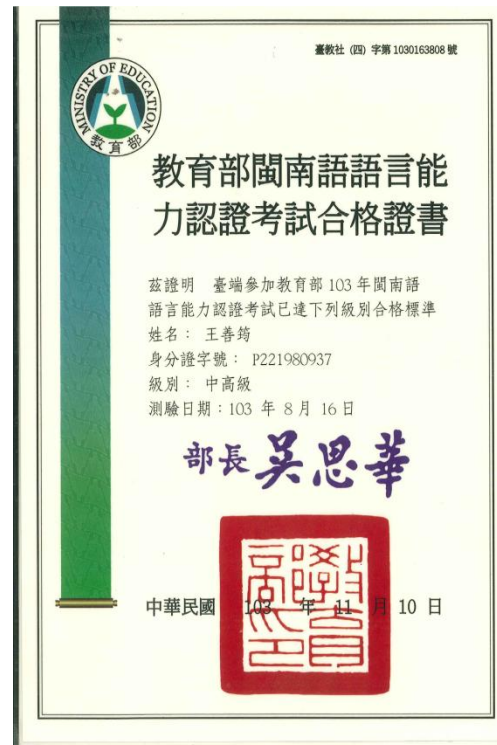 臺教社 (四) 字第 1030163808 號
MINISTRY OF EDUCATION
教育部
教育部閩南語語言能
力認證考試合格證書
茲證明　臺端參加教育部 103 年閩南語
語言能力認證考試已達下列級別合格標準
姓名： 王善筠
身分證字號： P221980937
級別： 中高級
測驗日期：103 年 8 月 16 日
部長 吳思華
中華民國 103 年 11 月 10 日